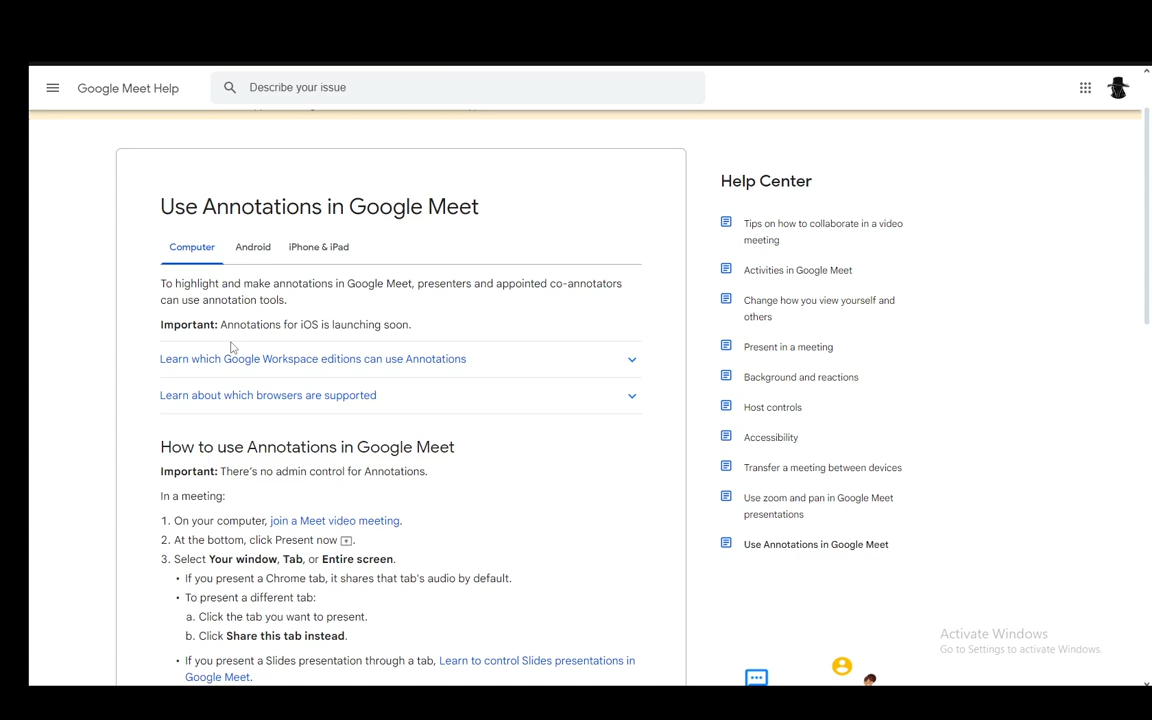 Google Meet Help
Describe your issue
Use Annotations in Google Meet
Computer
Android
iPhone & iPad
To highlight and make annotations in Google Meet, presenters and appointed co-annotators
can use annotation tools.
Important: Annotations for iOS is launching soon.
Learn which Google Workspace editions can use Annotations
Learn about which browsers are supported
How to use Annotations in Google Meet
Important: There's no admin control for Annotations.
In a meeting:
1. On your computer, join a Meet video meeting.
2. At the bottom, click Present now.
3. Select Your window, Tab, or Entire screen.
• If you present a Chrome tab, it shares that tab's audio by default.
• To present a different tab:
a. Click the tab you want to present.
b. Click Share this tab instead.
• If you present a Slides presentation through a tab, Learn to control Slides presentations in
Google Meet.
Help Center
Tips on how to collaborate in a video
meeting
Activities in Google Meet
Change how you view yourself and
others
Present in a meeting
Background and reactions
Host controls
Accessibility
Transfer a meeting between devices
Use zoom and pan in Google Meet
presentations
Use Annotations in Google Meet
Activate Windows
Go to Settings to activate Windows.